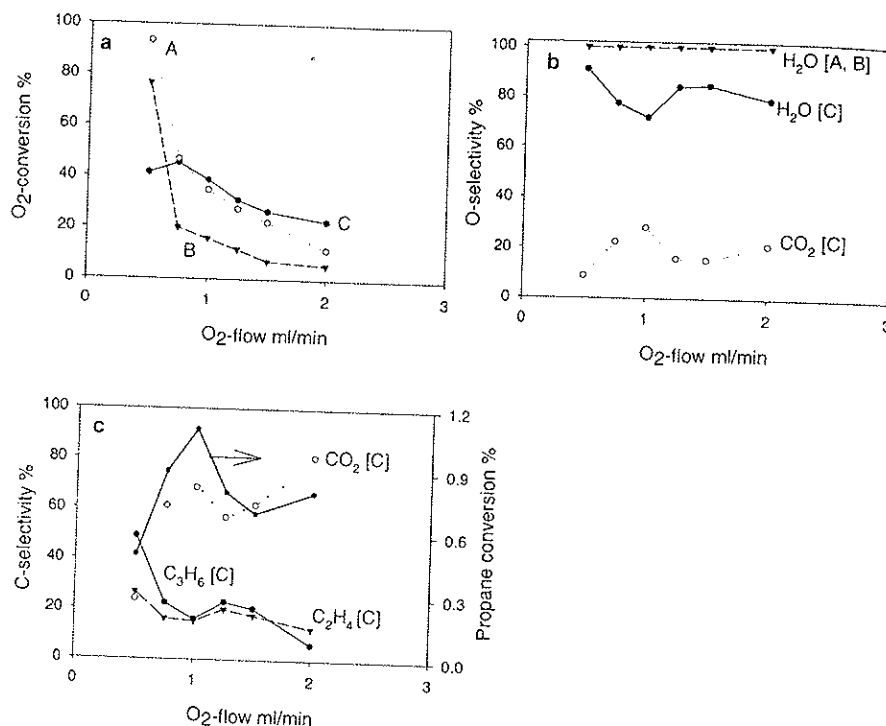 a
A
B
C
100
80
60
40
20
0
0 1 2 3
O₂-conversion %
O₂-flow ml/min
b
H₂O [A, B]
H₂O [C]
CO₂ [C]
100
80
60
40
20
0
0 1 2 3
O-selectivity %
O₂-flow ml/min
c
CO₂ [C]
C₃H₆ [C]
C₂H₄ [C]
100
80
60
40
20
0
0 1 2 3
1.2
0.9
0.6
0.3
0.0
C-selectivity %
Propane conversion %
O₂-flow ml/min